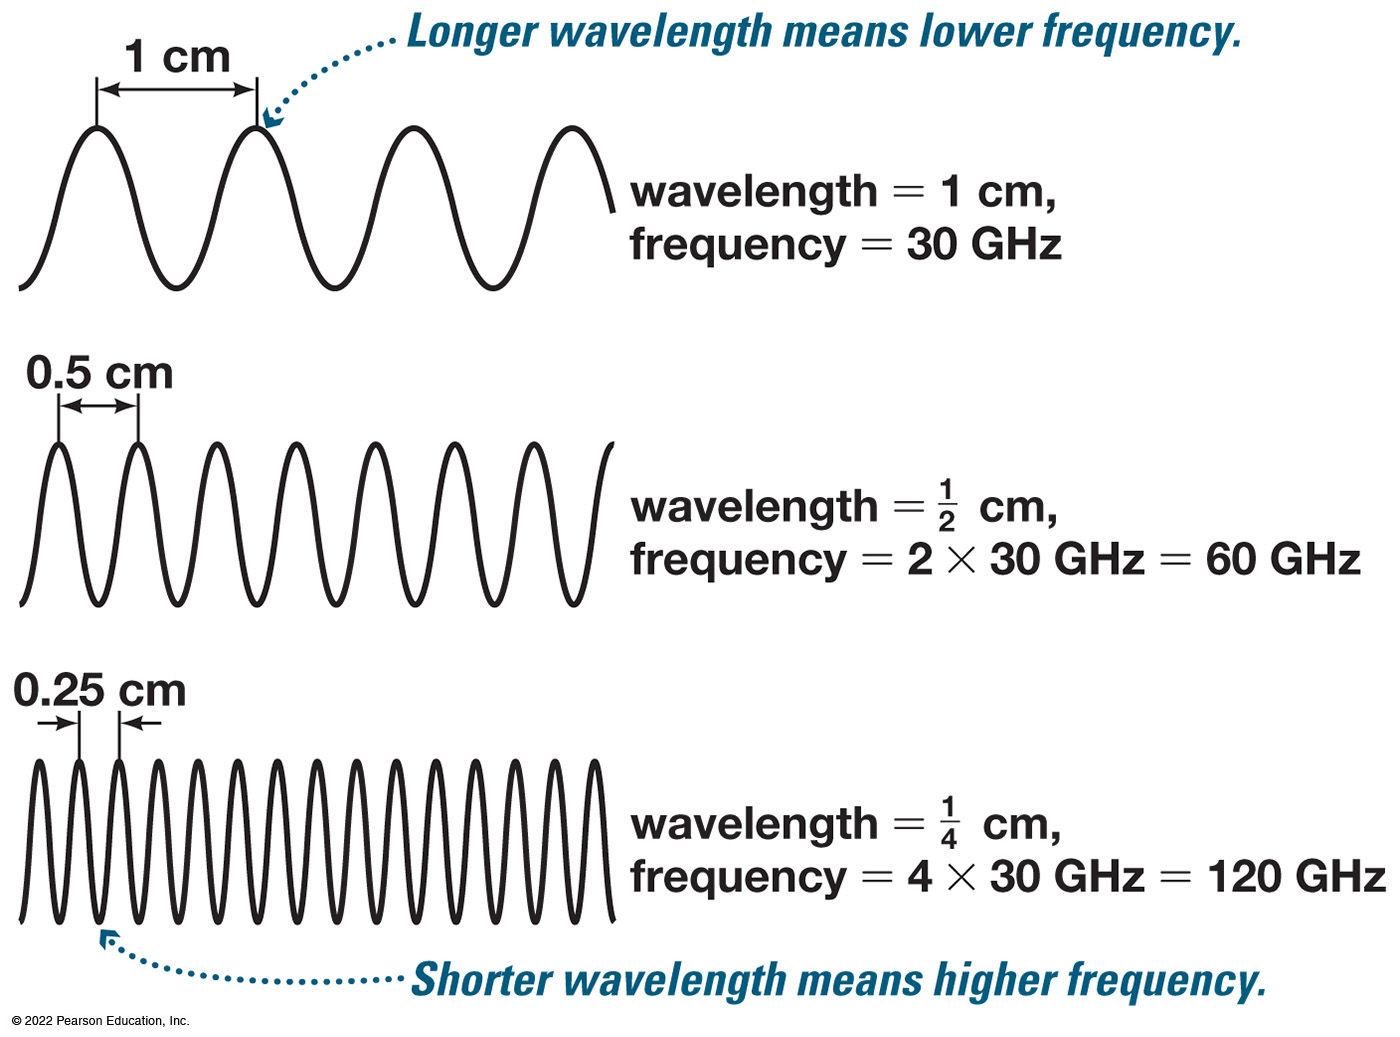 Longer wavelength means lower frequency.
1 cm
wavelength = 1 cm,
frequency = 30 GHz
0.5 cm
wavelength = 1/2 cm,
frequency = 2 × 30 GHz = 60 GHz
0.25 cm
wavelength = 1/4 cm,
frequency = 4 × 30 GHz = 120 GHz
Shorter wavelength means higher frequency.
© 2022 Pearson Education, Inc.